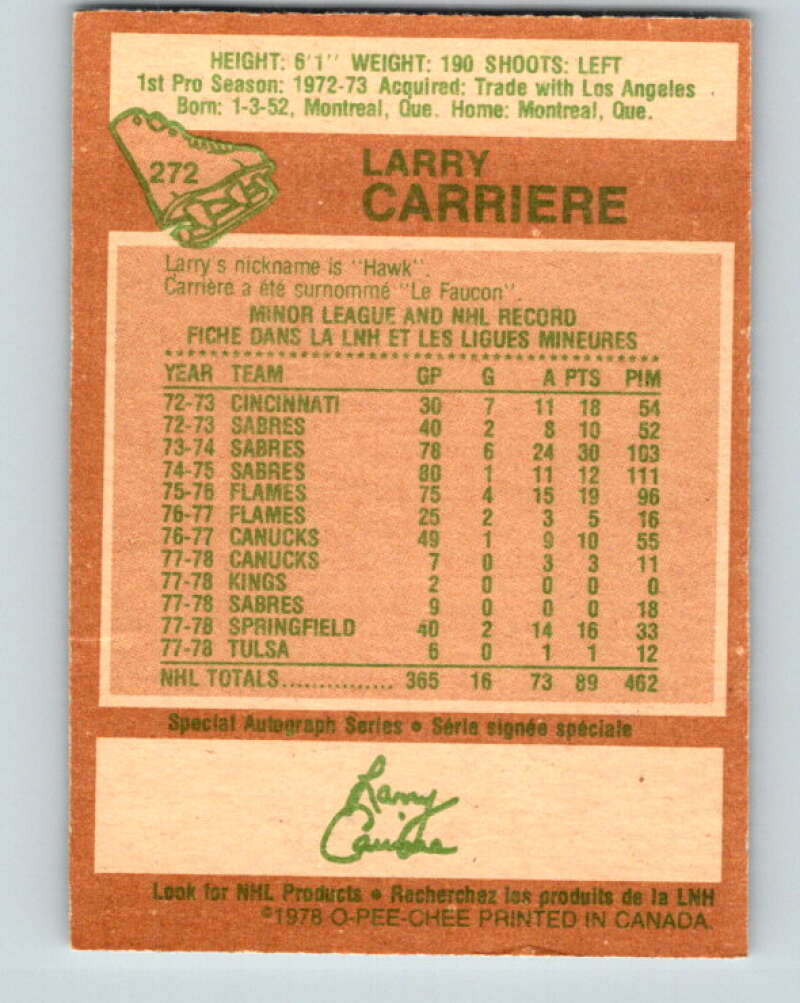 HEIGHT: 6'1" WEIGHT: 190 SHOOTS: LEFT
1st Pro Season: 1972-73 Acquired: Trade with Los Angeles
Born: 1-3-52, Montreal, Que. Home: Montreal, Que.
272
LARRY
CARRIERE
Larry's nickname is "Hawk".
Carrière a été surnommé "Le Faucon".
MINOR LEAGUE AND NHL RECORD
FICHE DANS LA LNH ET LES LIGUES MINEURES
YEAR TEAM GP G A PTS PIM
72-73 CINCINNATI 30 7 11 18 54
72-73 SABRES 40 2 8 10 52
73-74 SABRES 78 6 24 30 103
74-75 SABRES 80 1 11 12 111
75-76 FLAMES 75 4 15 19 96
76-77 FLAMES 25 2 3 5 16
76-77 CANUCKS 49 1 9 10 55
77-78 CANUCKS 7 0 3 3 11
77-78 KINGS 2 0 0 0 0
77-78 SABRES 9 0 0 0 18
77-78 SPRINGFIELD 40 2 14 16 33
77-78 TULSA 6 0 1 1 12
NHL TOTALS............... 365 16 73 89 462
Special Autograph Series • Série signée spéciale
Larry
Carriere
Look for NHL Products • Recherchez les produits de la LNH
©1978 O-PEE-CHEE PRINTED IN CANADA.